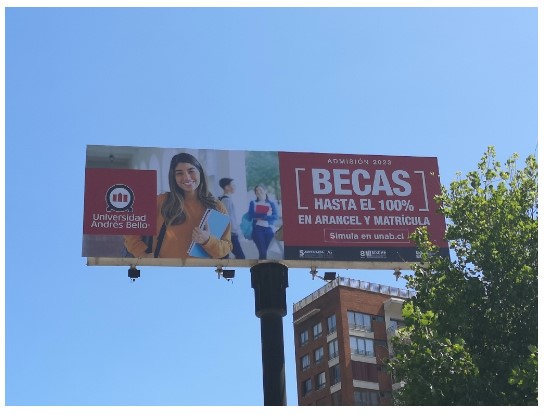 Universidad
Andrés Bello
ADMISIÓN 2023
BECAS
HASTA EL 100%
EN ARANCEL Y MATRÍCULA
Simula en unab.cl